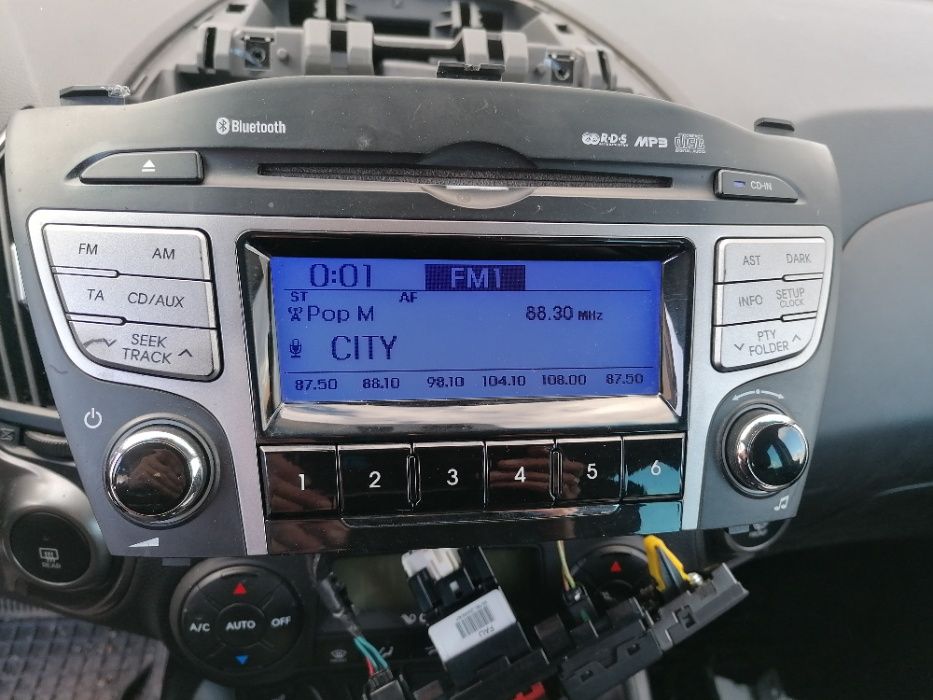 Bluetooth
R·D·S MP3 disc
CD-IN
FM AM
TA CD/AUX
SEEK
TRACK
AST DARK
INFO SETUP
CLOCK
PTY
FOLDER
0:01 FM1
ST AF
Pop M 88.30 MHz
CITY
87.50 88.10 98.10 104.10 108.00 87.50
1 2 3 4 5 6
REAR
A/C AUTO OFF